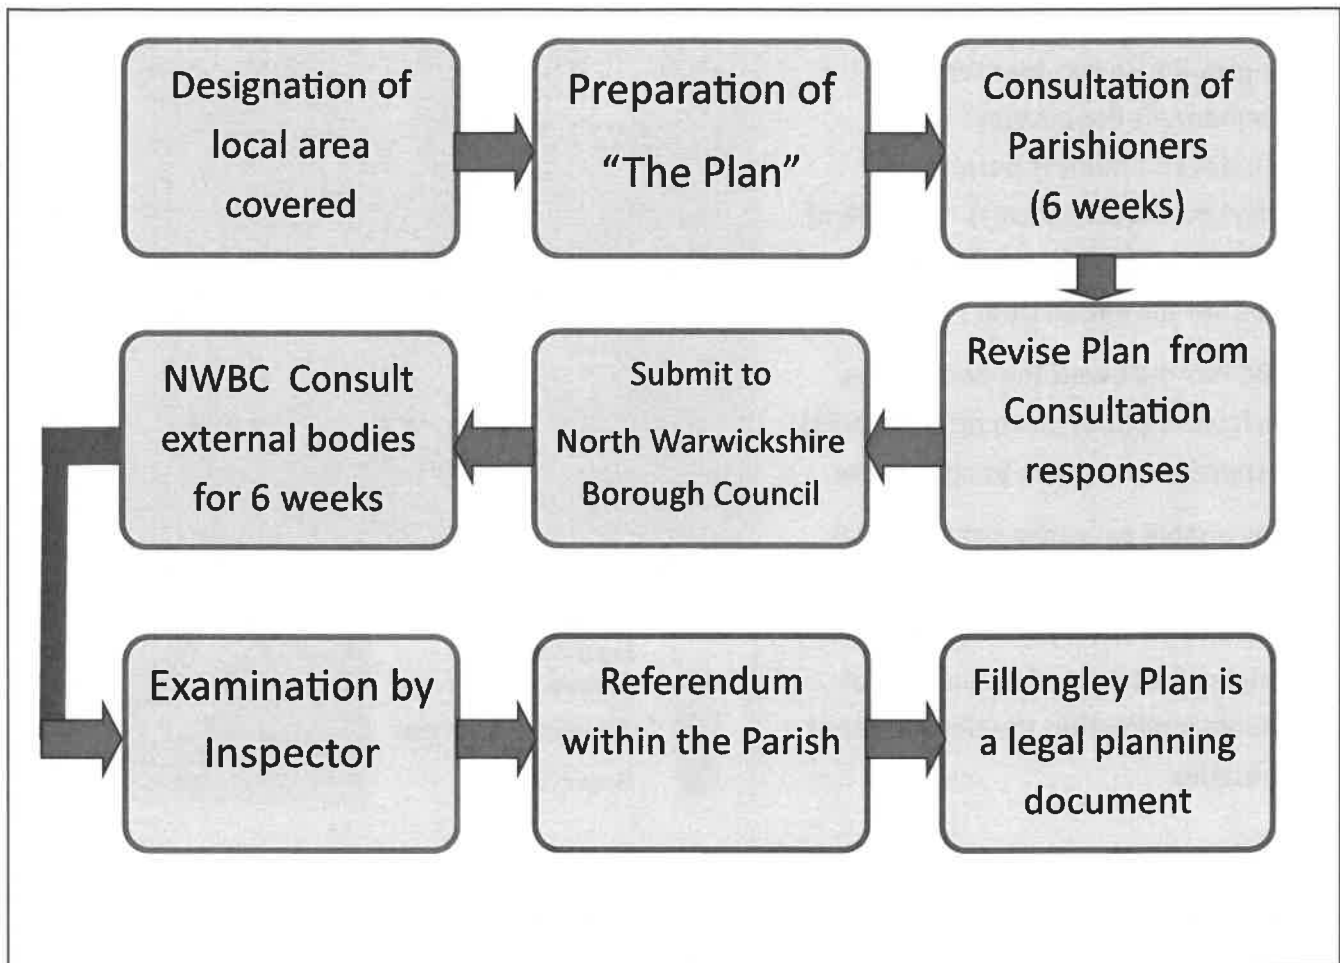 Designation of
local area
covered
Preparation of
“The Plan”
Consultation of
Parishioners
(6 weeks)
Revise Plan from
Consultation
responses
Submit to
North Warwickshire
Borough Council
NWBC Consult
external bodies
for 6 weeks
Examination by
Inspector
Referendum
within the Parish
Fillongley Plan is
a legal planning
document